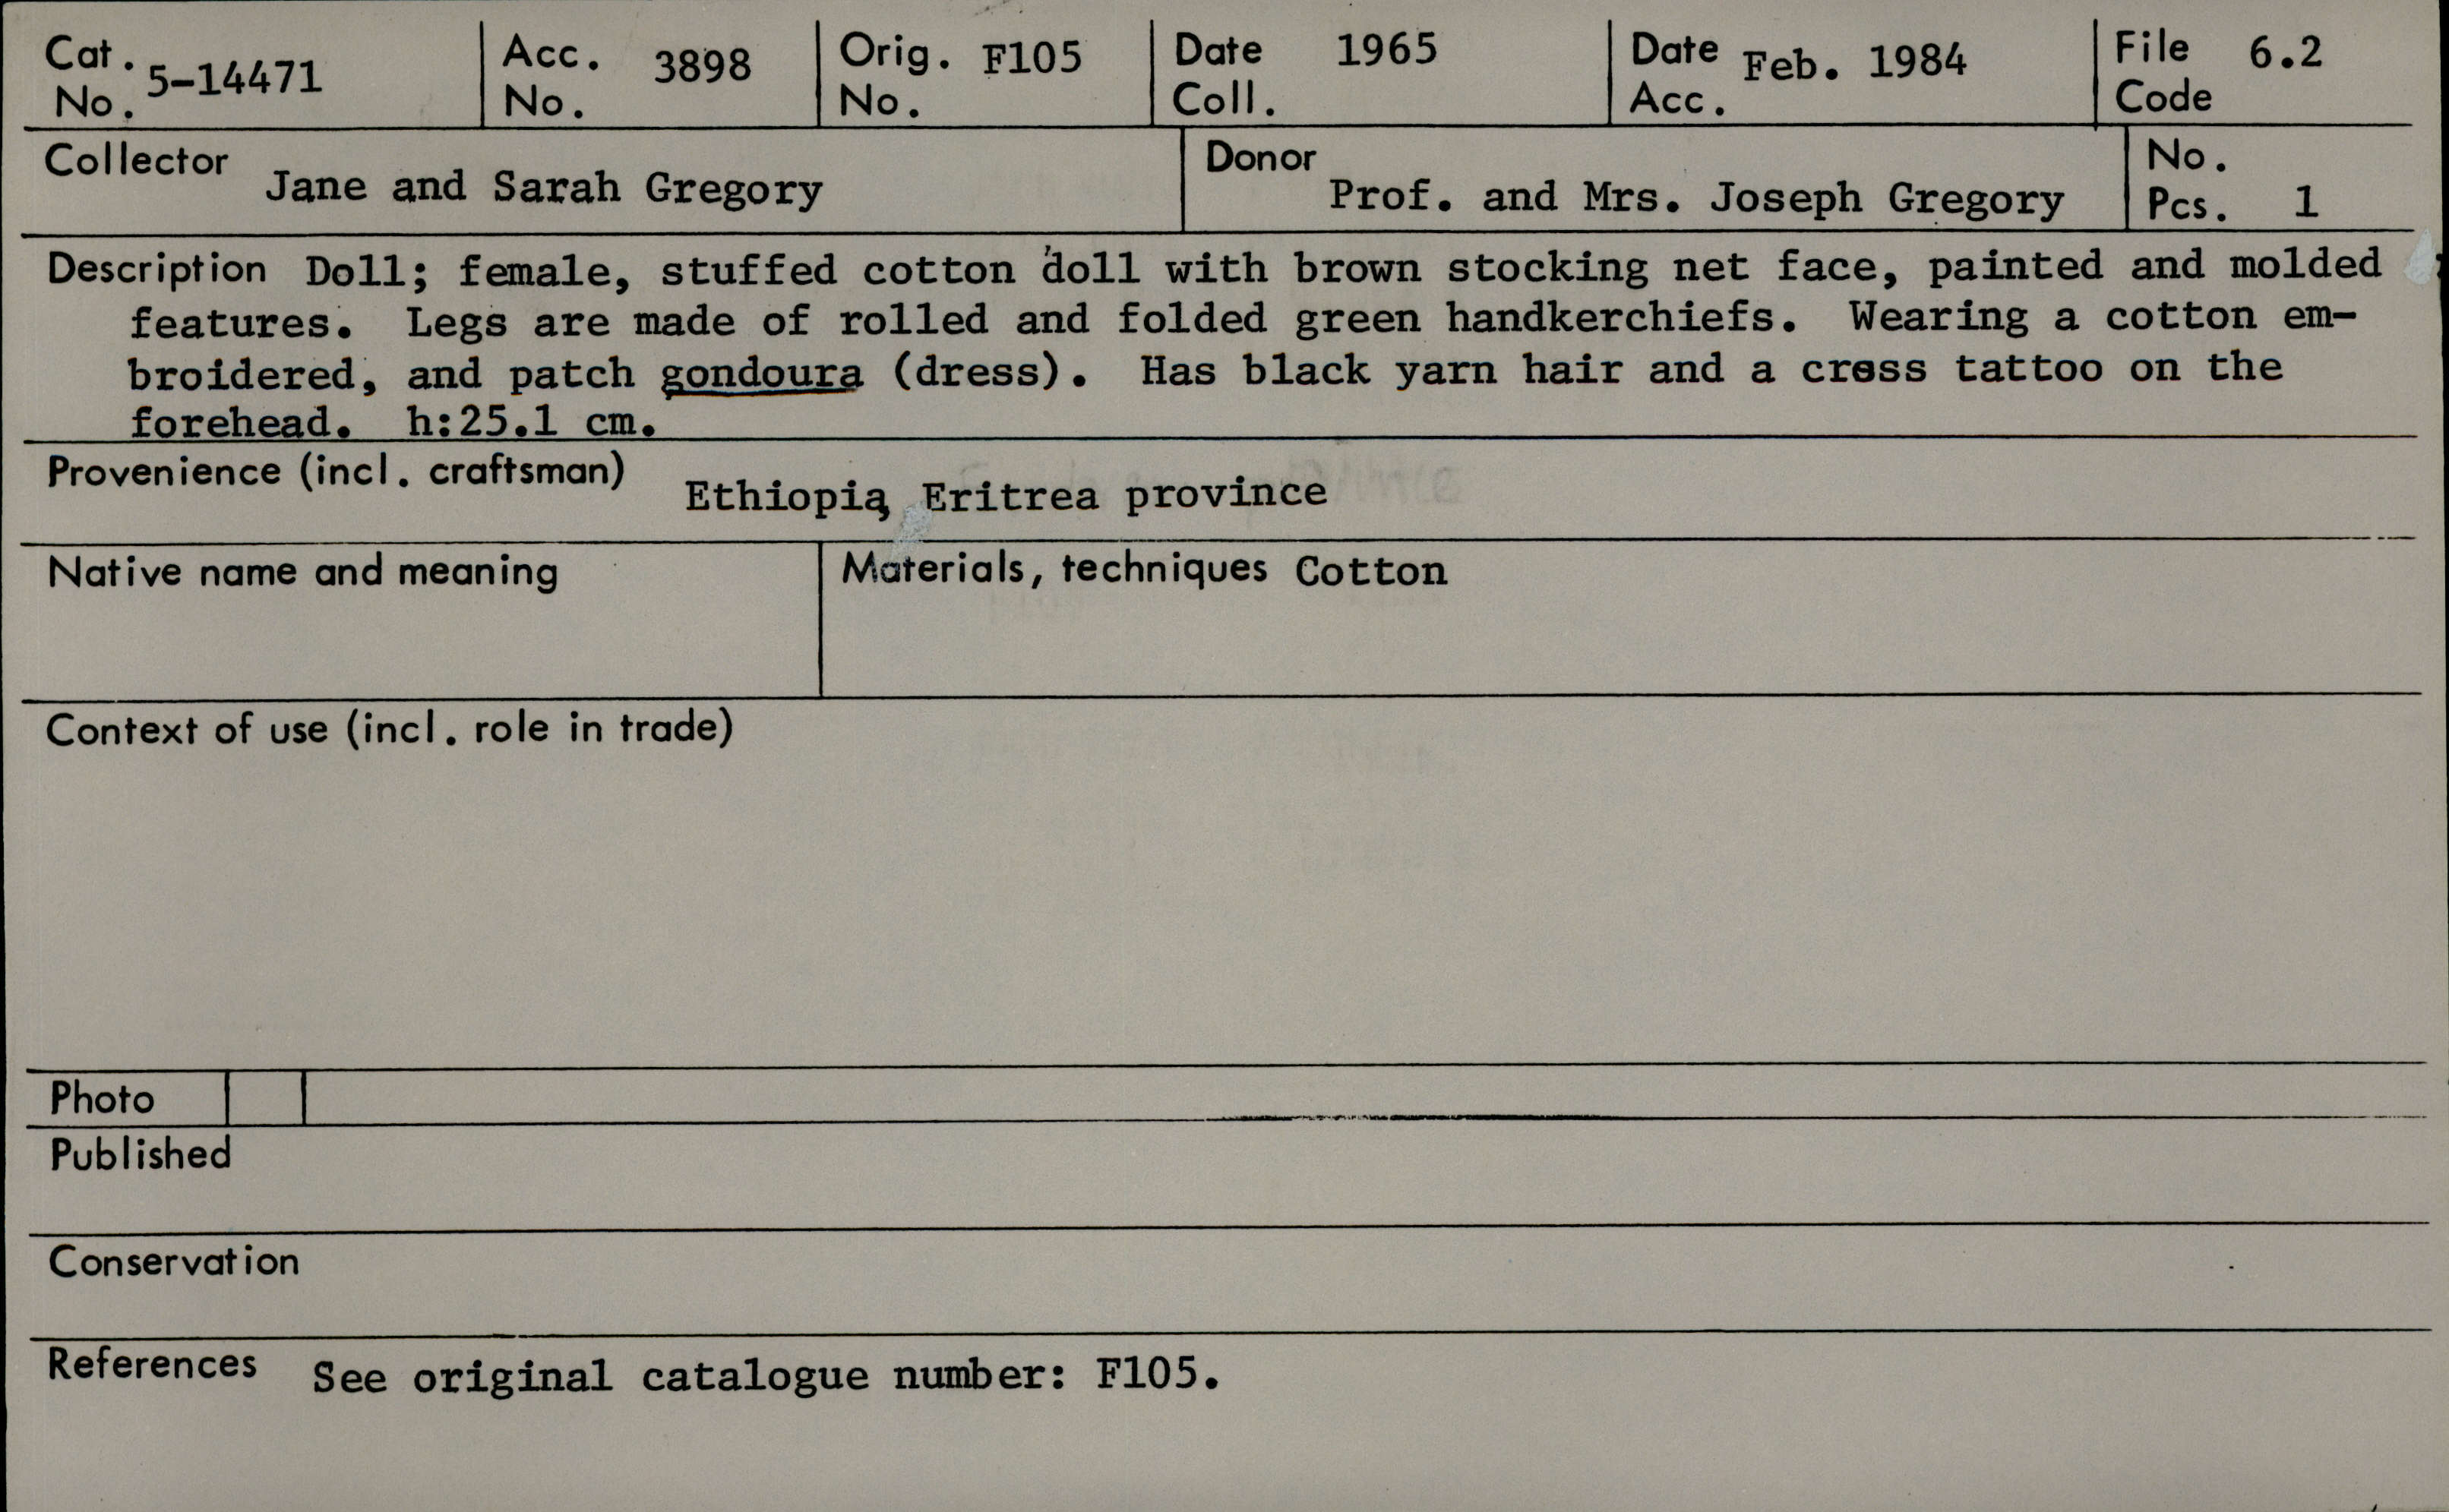 Cat. No. 5-14471 Acc. No. 3898 Orig. No. F105 Date Coll. 1965 Date Acc. Feb. 1984 File Code 6.2
Collector Jane and Sarah Gregory Donor Prof. and Mrs. Joseph Gregory No. Pcs. 1
Description Doll; female, stuffed cotton doll with brown stocking net face, painted and molded
features. Legs are made of rolled and folded green handkerchiefs. Wearing a cotton em-
broidered, and patch gondoura (dress). Has black yarn hair and a cross tattoo on the
forehead. h:25.1 cm.
Provenience (incl. craftsman) Ethiopia, Eritrea province
Native name and meaning Materials, techniques Cotton
Context of use (incl. role in trade)
Photo
Published
Conservation
References See original catalogue number: F105.